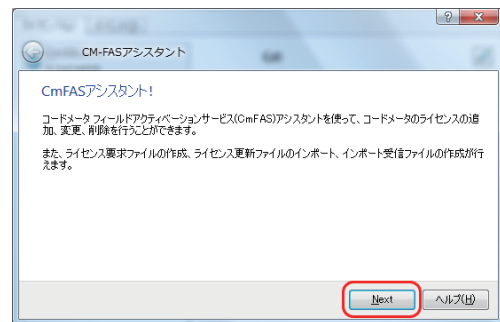 CM-FASアシスタント
CmFASアシスタント!
コードメータ フィールドアクティベーションサービス(CmFAS)アシスタントを使って、コードメータのライセンスの追
加、変更、削除を行うことができます。
また、ライセンス要求ファイルの作成、ライセンス更新ファイルのインポート、インポート受信ファイルの作成が行
えます。
Next
ヘルプ(H)